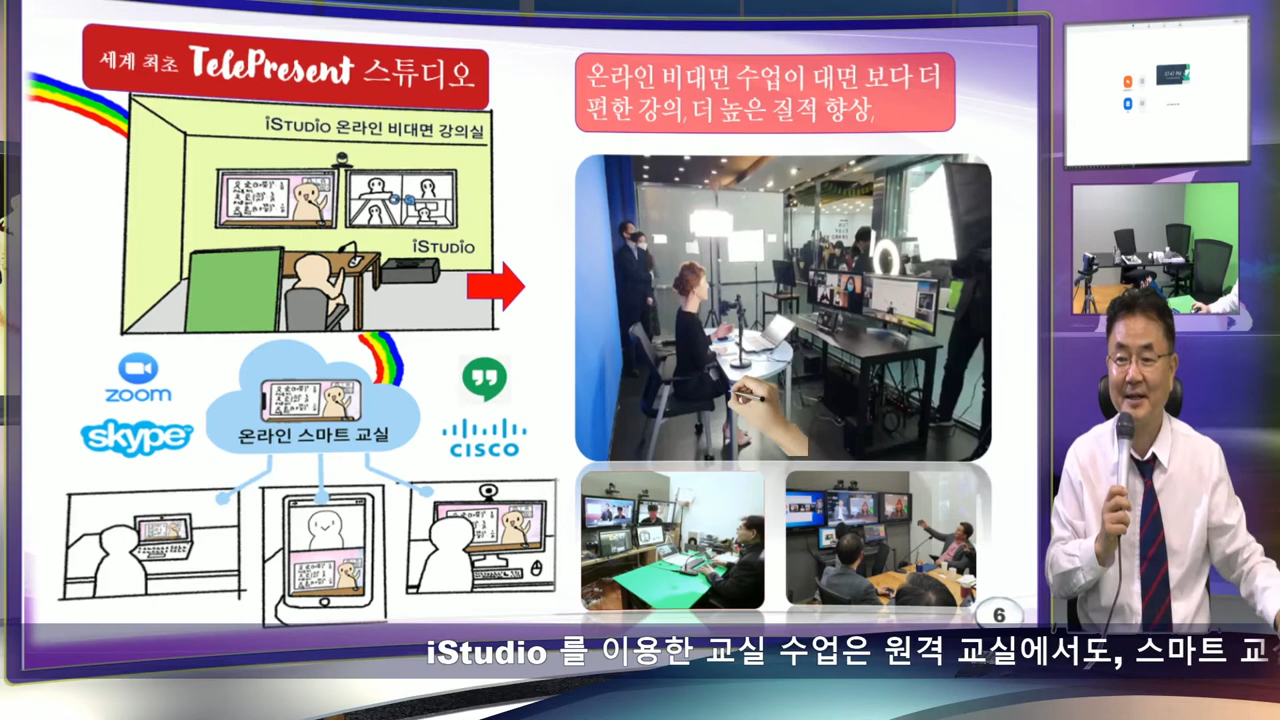 세계 최초 TelePresent 스튜디오
iSTUDIO 온라인 비대면 강의실
iSTUDIO
zoom
skype
CISCO
온라인 스마트 교실
온라인 비대면 수업이 대면 보다 더
편한 강의, 더 높은 질적 향상,
6
iStudio 를 이용한 교실 수업은 원격 교실에서도, 스마트 교